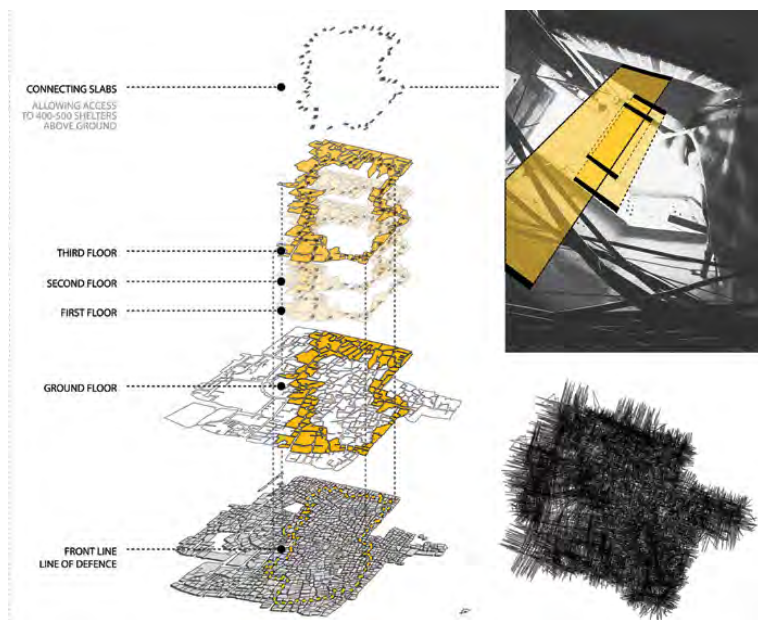 CONNECTING SLABS
ALLOWING ACCESS
TO 400-500 SHELTERS
ABOVE GROUND
THIRD FLOOR
SECOND FLOOR
FIRST FLOOR
GROUND FLOOR
FRONT LINE
LINE OF DEFENCE